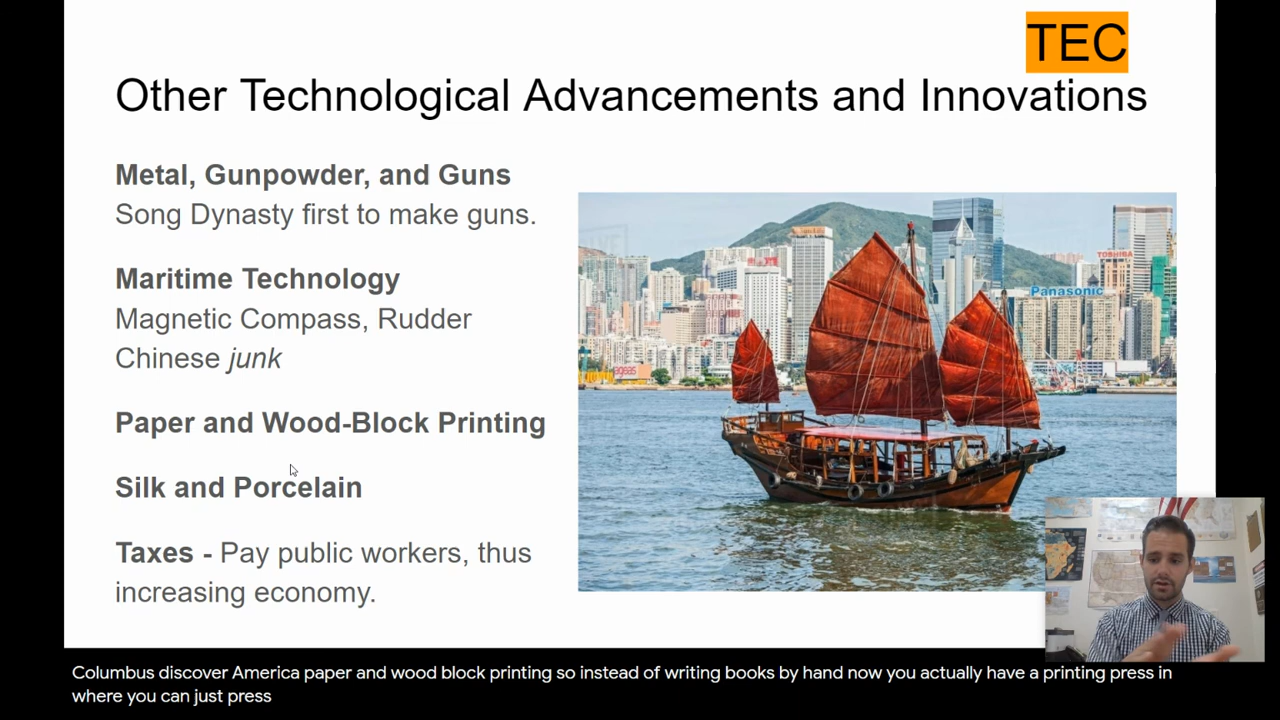 TEC
Other Technological Advancements and Innovations
Metal, Gunpowder, and Guns
Song Dynasty first to make guns.
Maritime Technology
Magnetic Compass, Rudder
Chinese junk
Paper and Wood-Block Printing
Silk and Porcelain
Taxes - Pay public workers, thus
increasing economy.
TOSHIBA
Panasonic
ageas
Columbus discover America paper and wood block printing so instead of writing books by hand now you actually have a printing press in
where you can just press